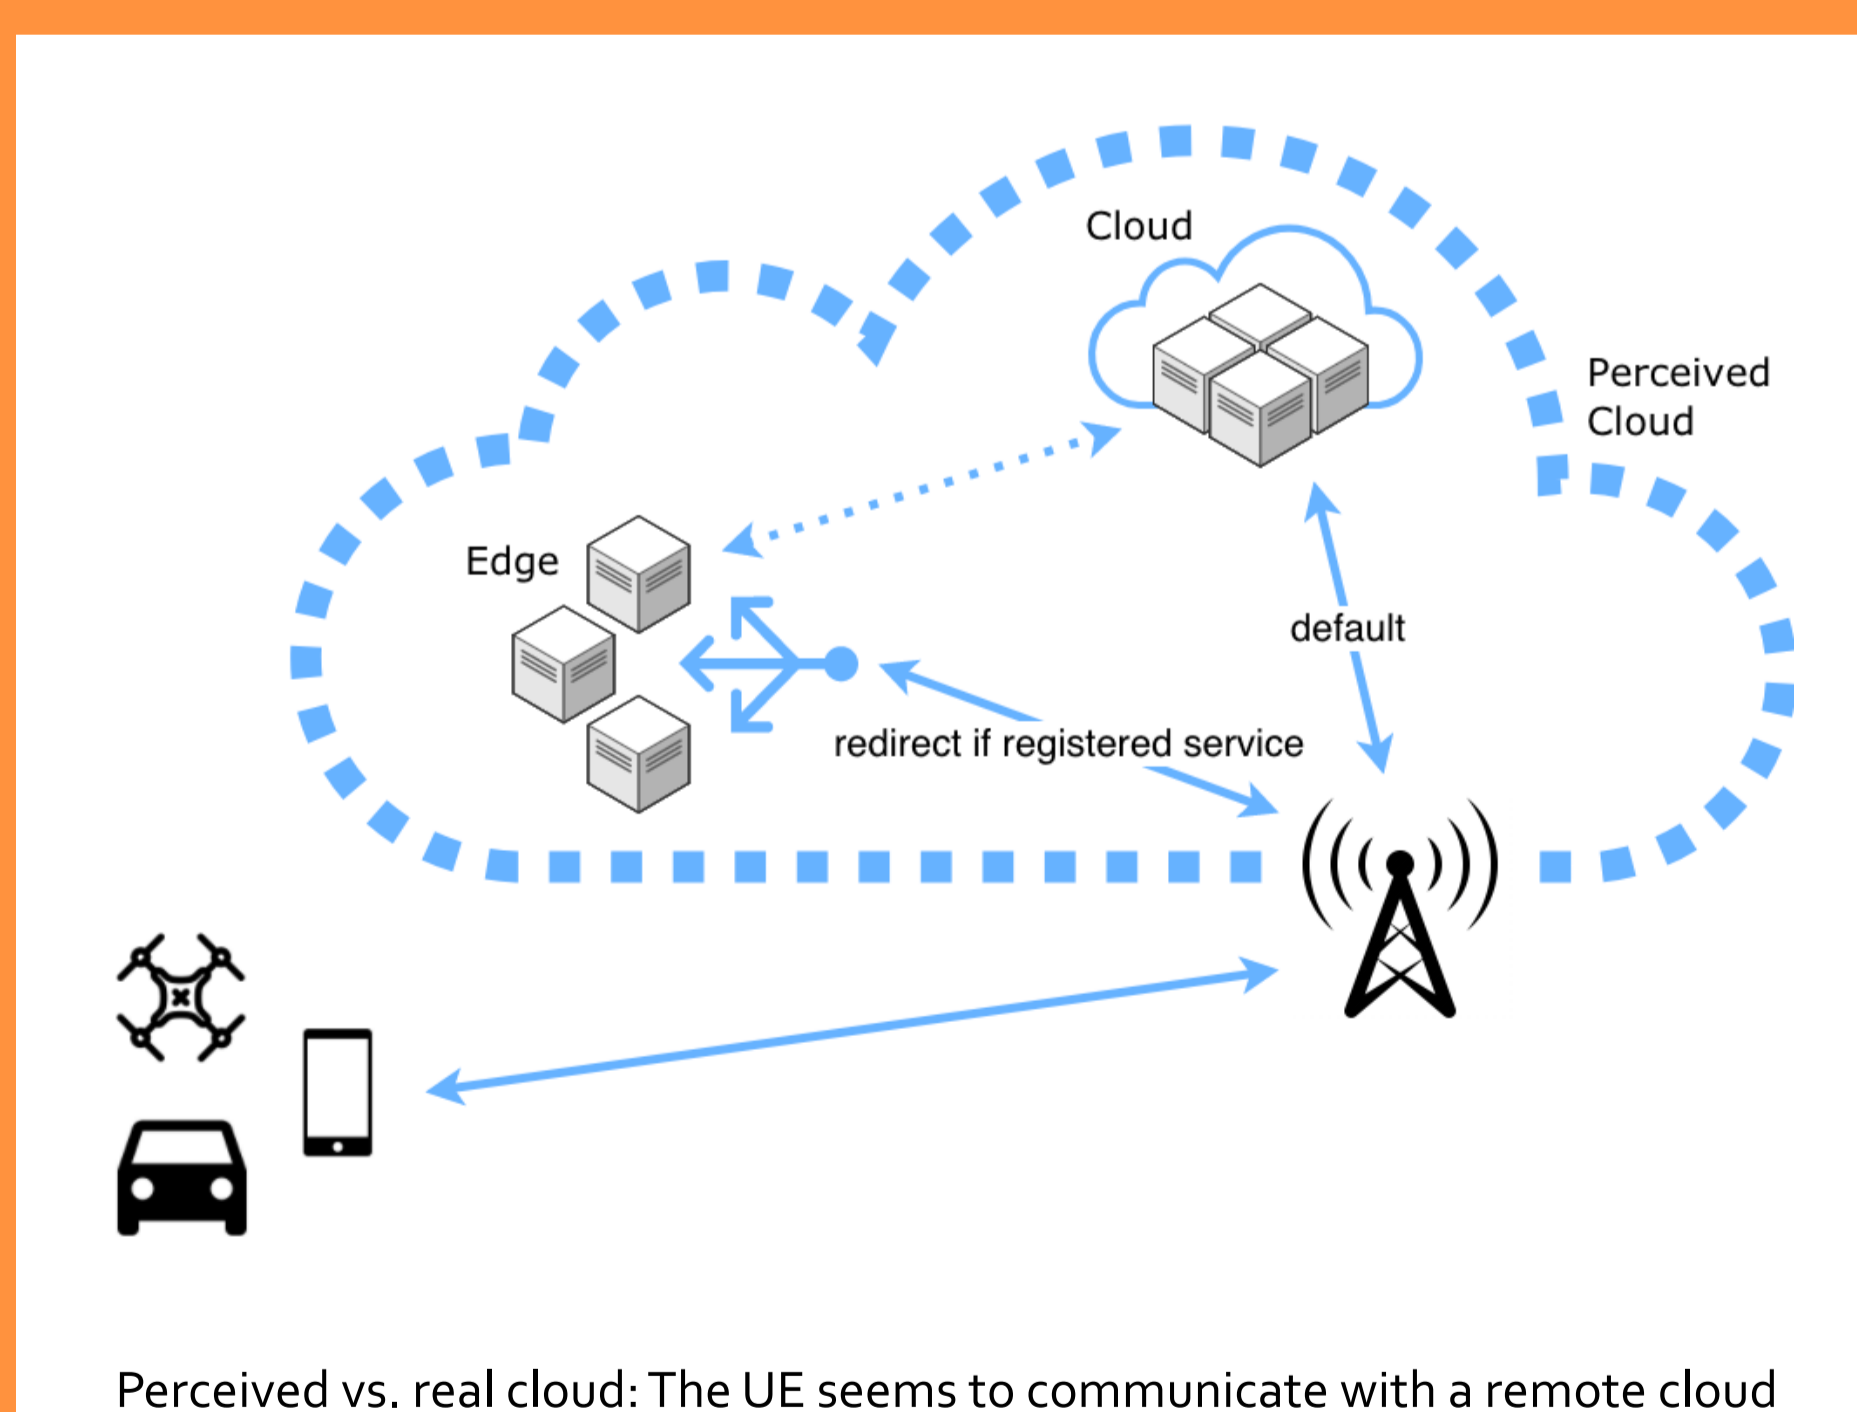 Cloud
Perceived
Cloud
Edge
default
redirect if registered service
Perceived vs. real cloud: The UE seems to communicate with a remote cloud